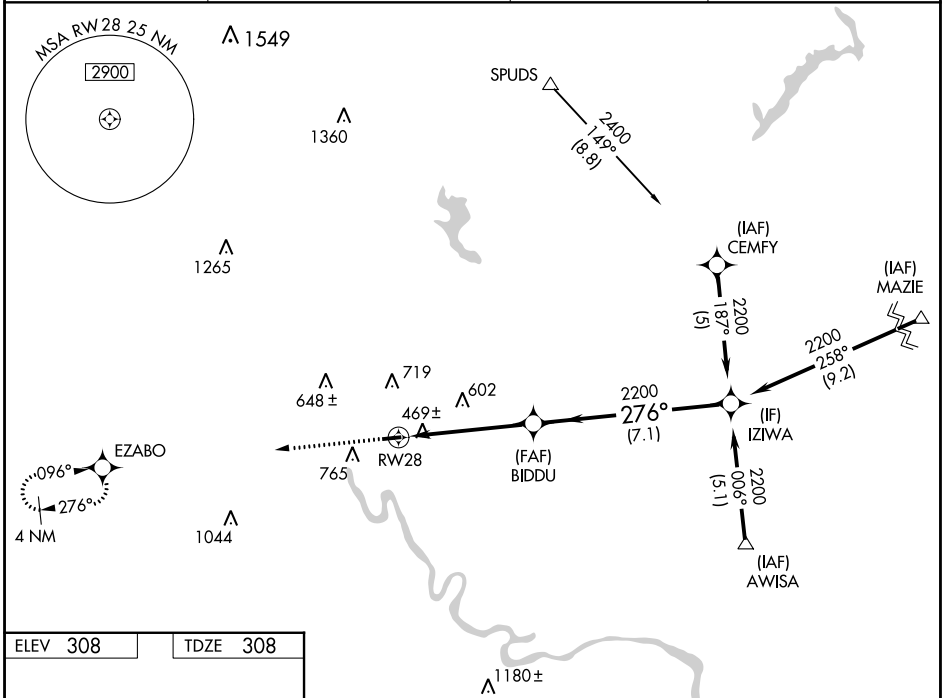 MSA RW 28 25 NM
2900
1549
1360
1265
SPUDS
2400
149°
(8.8)
(IAF)
CEMFY
2200
187°
(5)
(IAF)
MAZIE
2200
258°
(9.2)
719
648 ±
602
469 ±
2200
276°
(7.1)
(IF)
IZIWA
EZABO
096°
276°
4 NM
765
RW28
(FAF)
BIDDU
1044
2200
006°
(5.1)
(IAF)
AWISA
ELEV 308
TDZE 308
1180 ±